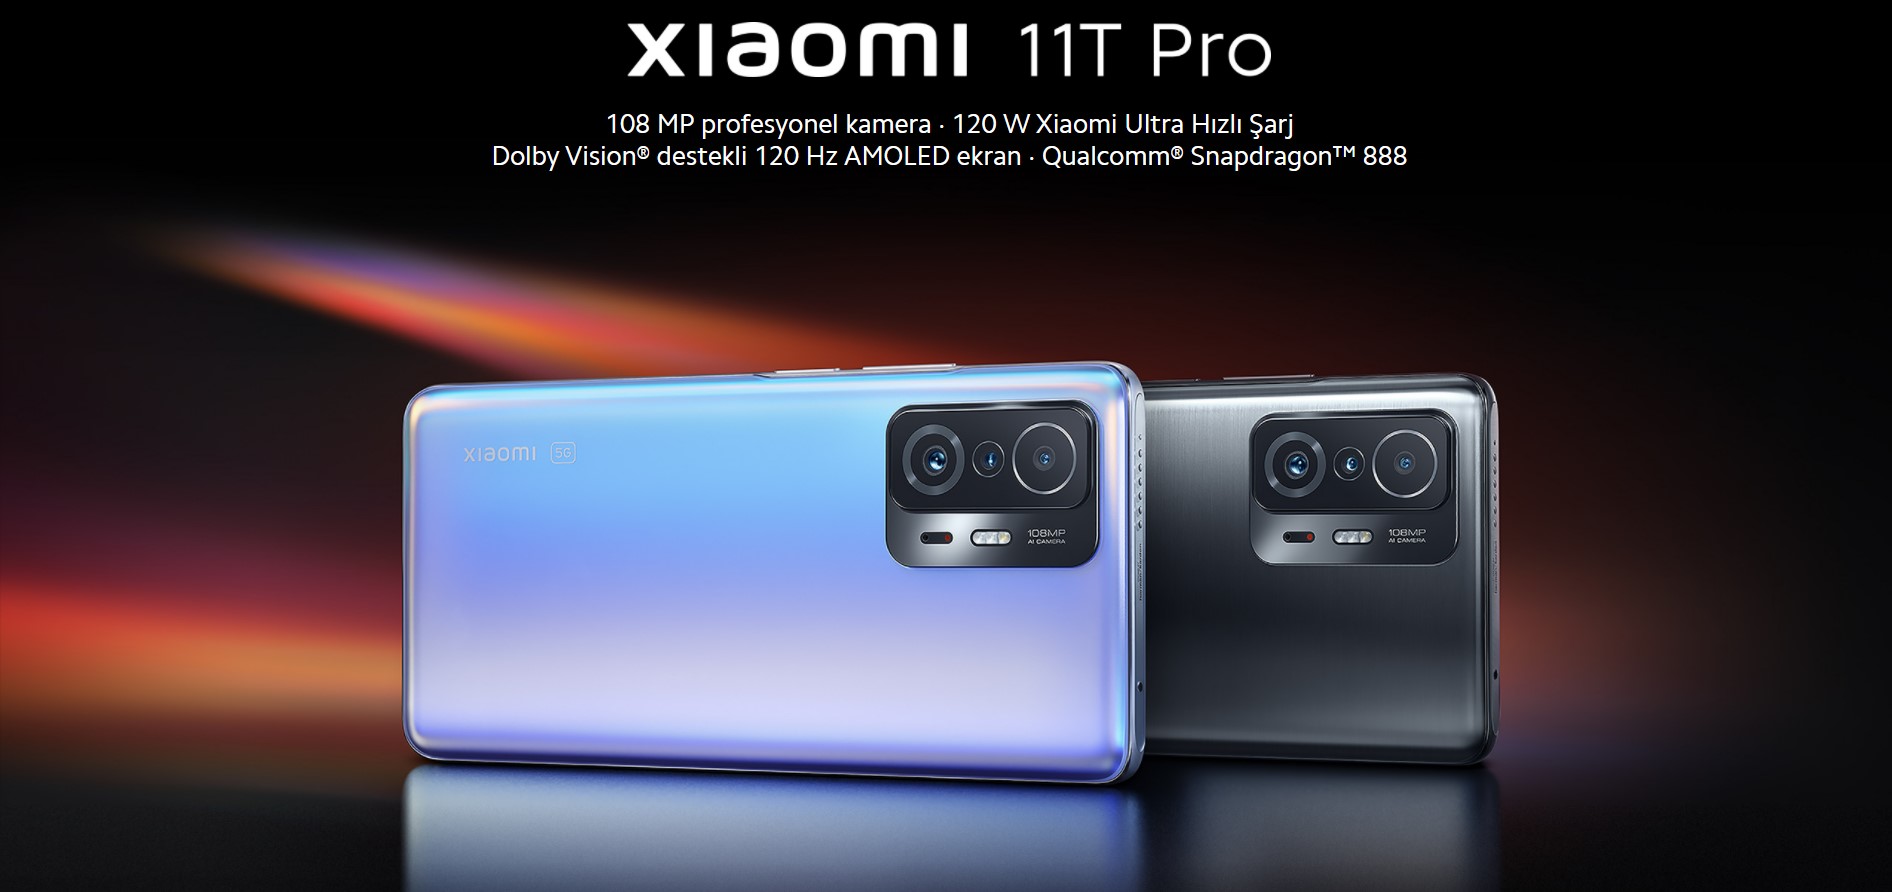 xiaomi 11T Pro
108 MP profesyonel kamera · 120 W Xiaomi Ultra Hızlı Şarj
Dolby Vision® destekli 120 Hz AMOLED ekran · Qualcomm® Snapdragon™ 888
xiaomi 5G
108MP
AI CAMERA
108MP
AI CAMERA